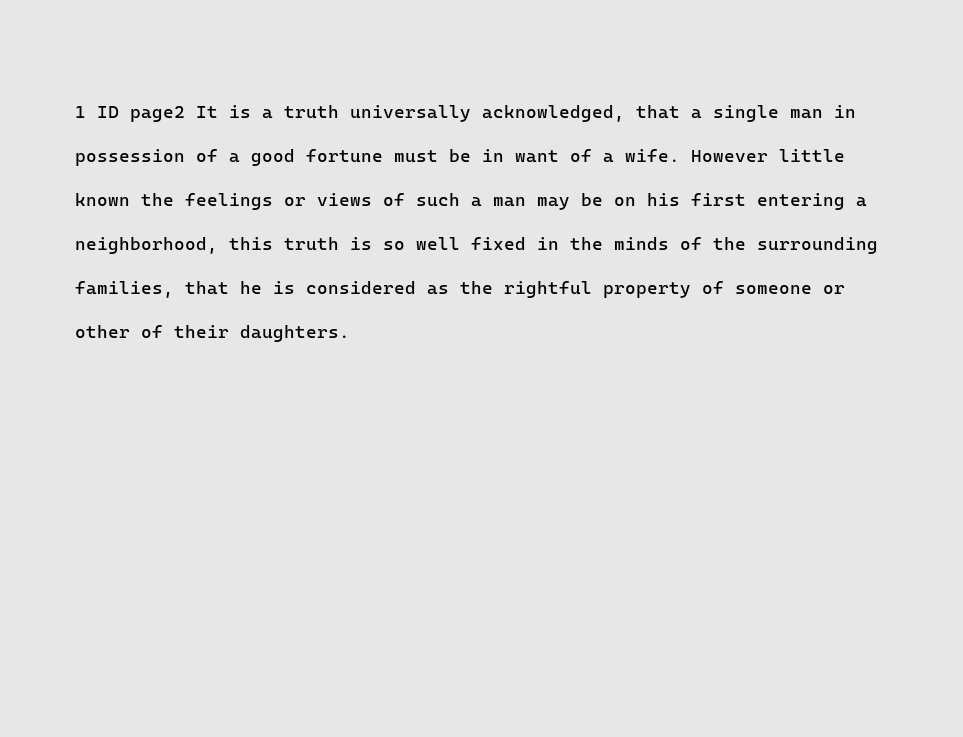 1 ID page2 It is a truth universally acknowledged, that a single man in
possession of a good fortune must be in want of a wife. However little
known the feelings or views of such a man may be on his first entering a
neighborhood, this truth is so well fixed in the minds of the surrounding
families, that he is considered as the rightful property of someone or
other of their daughters.